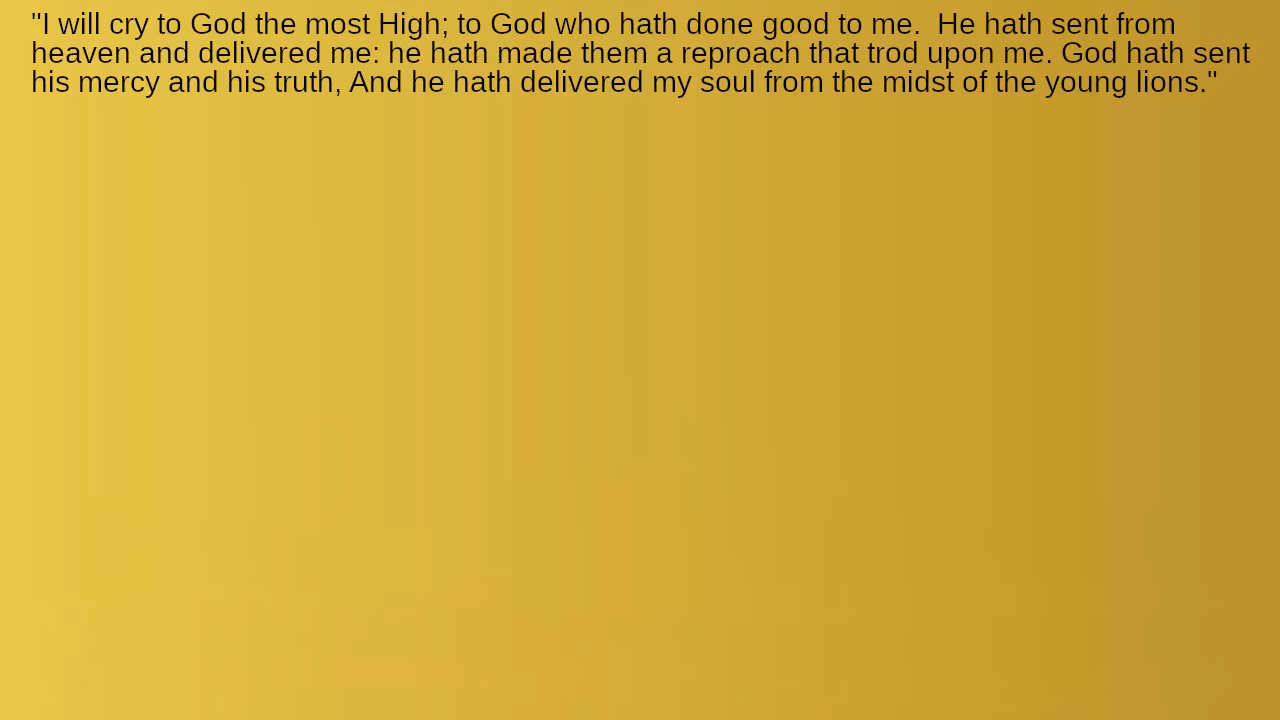 "I will cry to God the most High; to God who hath done good to me.  He hath sent from
heaven and delivered me: he hath made them a reproach that trod upon me. God hath sent
his mercy and his truth, And he hath delivered my soul from the midst of the young lions."